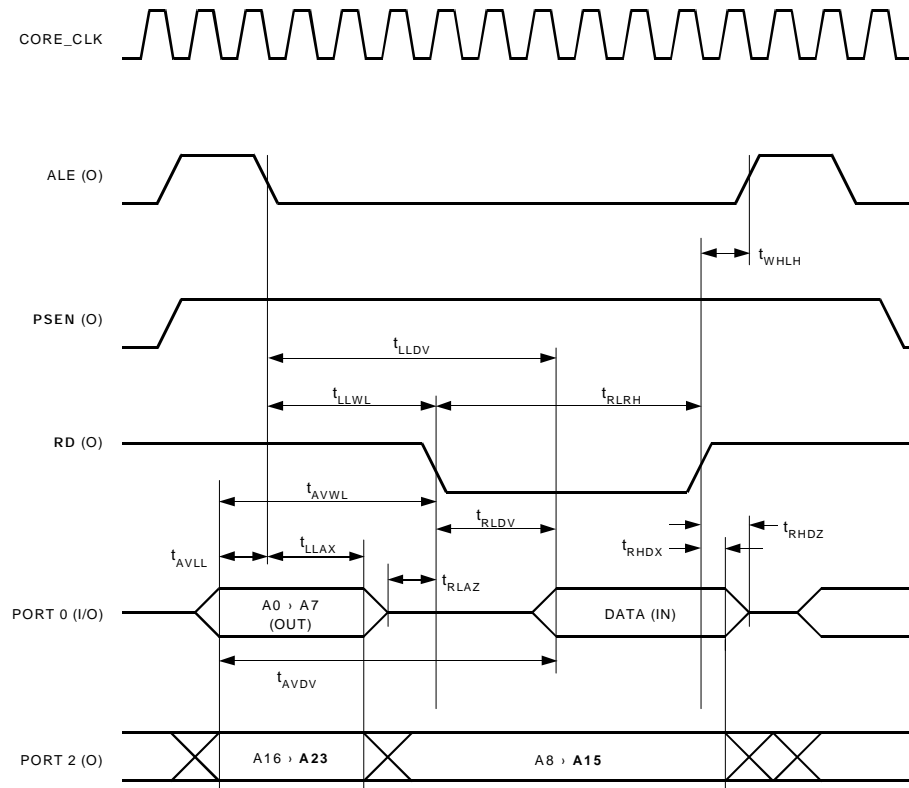 CORE_CLK
ALE (O)
tWHLH
PSEN (O)
tLLDV
tLLWL
tRLRH
RD (O)
tAVWL
tRLDV
tRHDZ
tRHDX
tAVLL
tLLAX
tRLAZ
PORT 0 (I/O)
A0 › A7
(OUT)
DATA (IN)
tAVDV
PORT 2 (O)
A16 › A23
A8 › A15